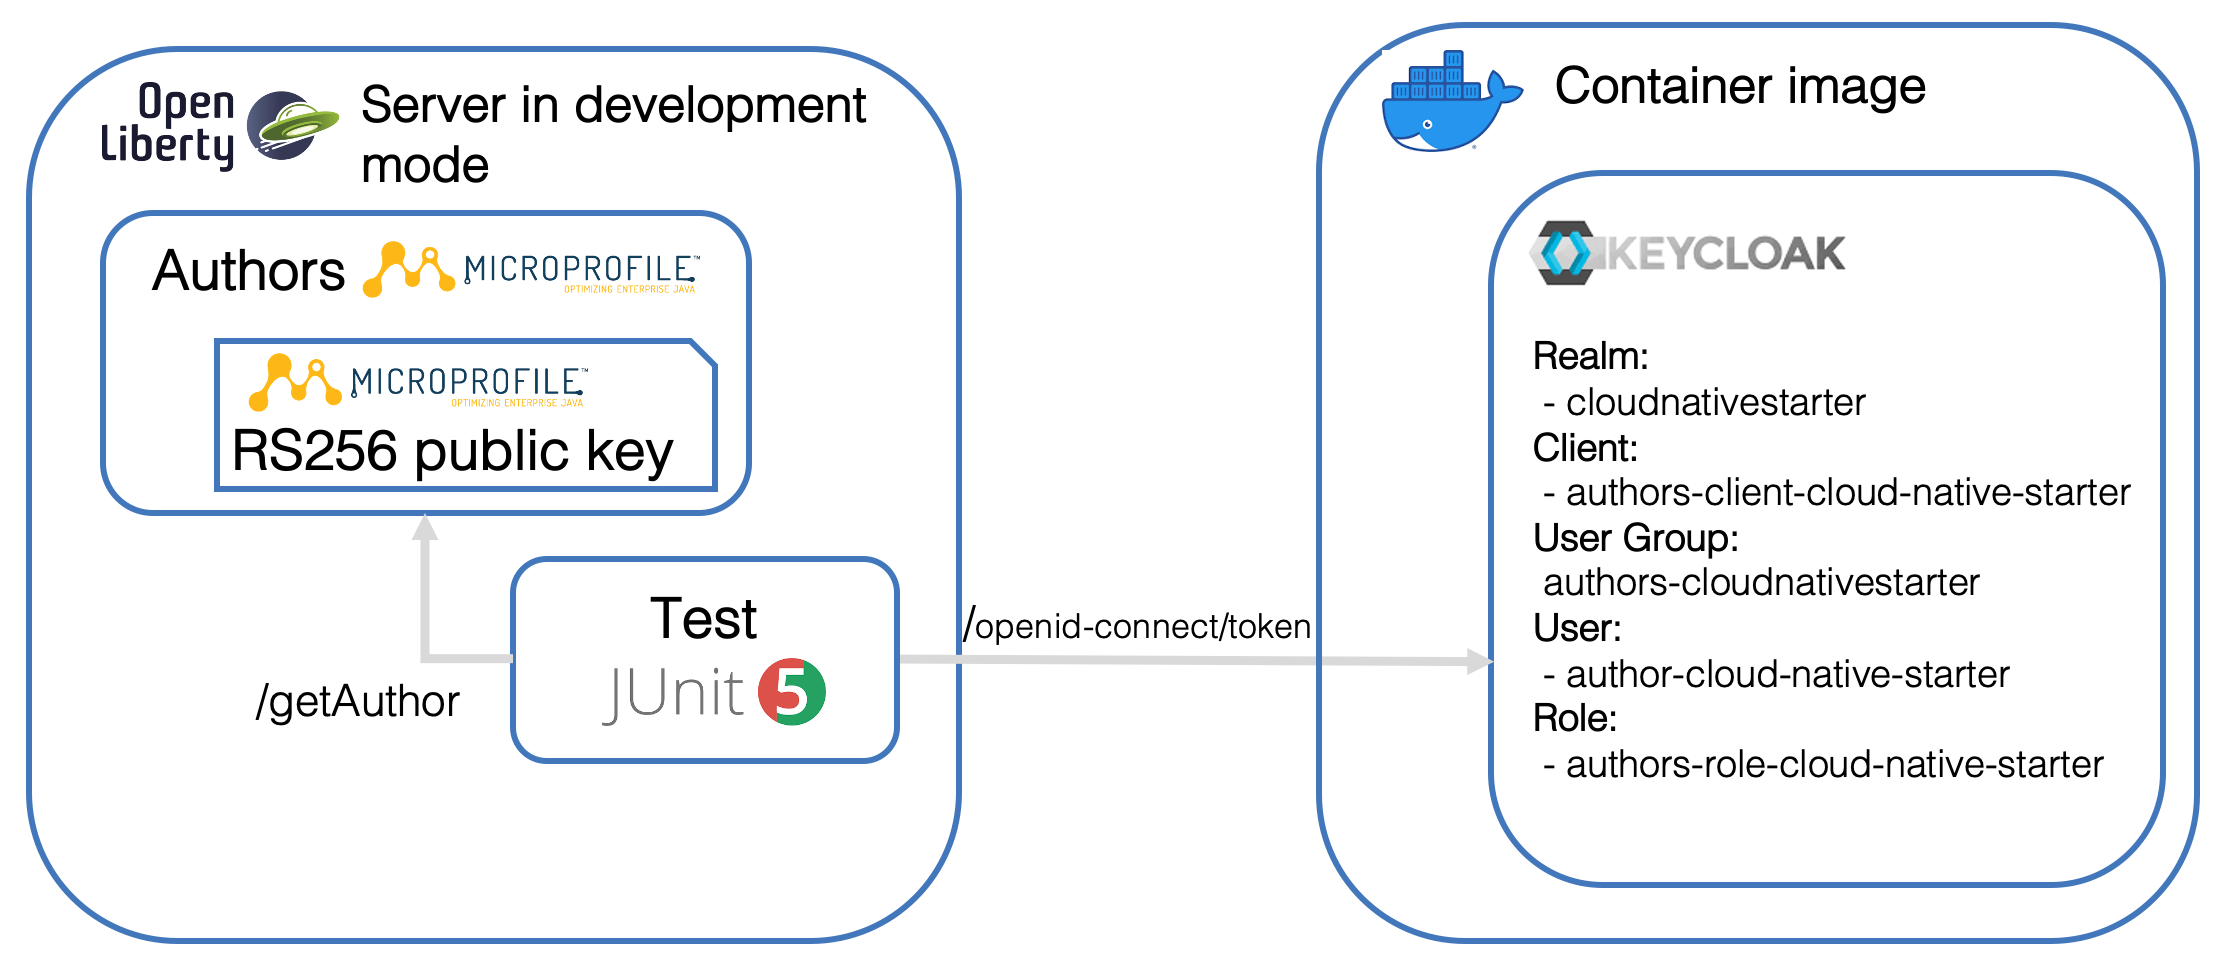 Open
Liberty
Server in development
mode
Authors
MICROPROFILE™
OPTIMIZING ENTERPRISE JAVA
MICROPROFILE™
OPTIMIZING ENTERPRISE JAVA
RS256 public key
Test
JUnit 5
/getAuthor
/openid-connect/token
Container image
KEYCLOAK
Realm:
- cloudnativestarter
Client:
- authors-client-cloud-native-starter
User Group:
authors-cloudnativestarter
User:
- author-cloud-native-starter
Role:
- authors-role-cloud-native-starter